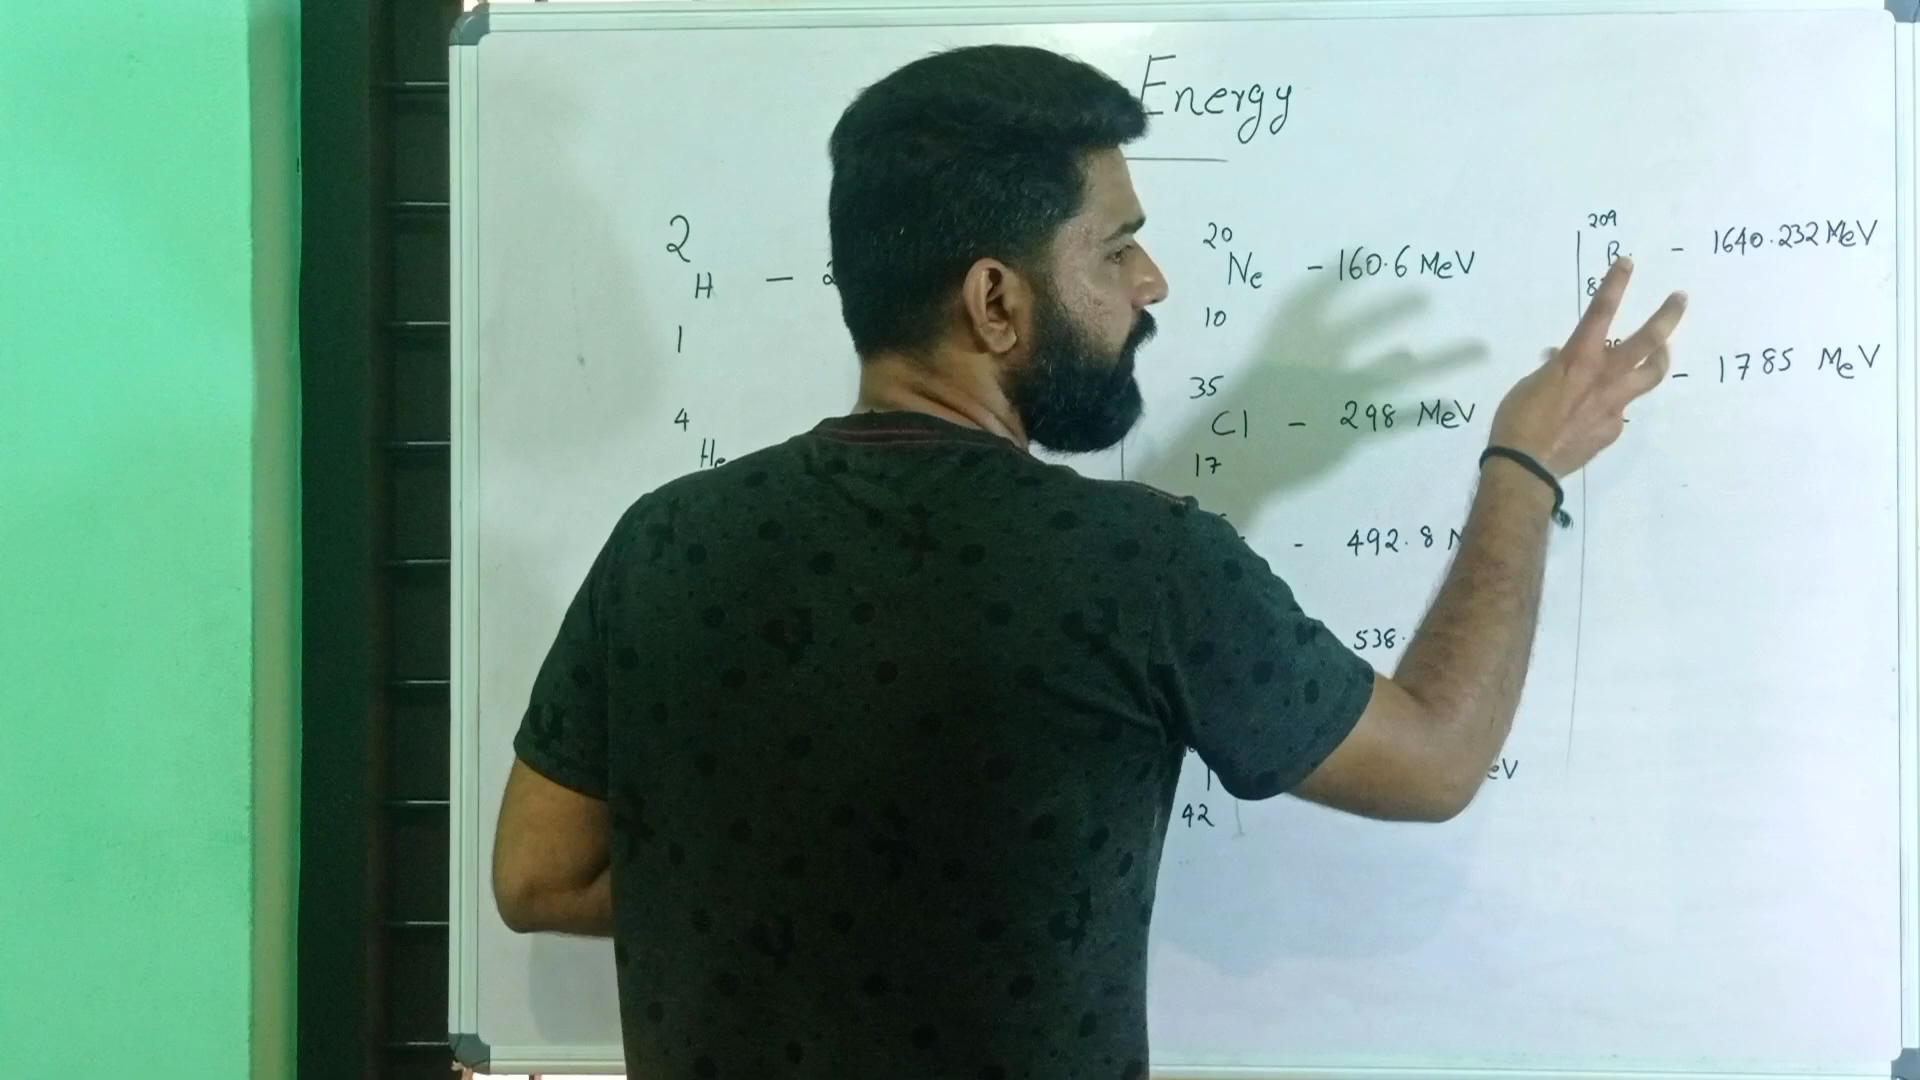 Energy
2
H -
1
4
He
20
Ne - 160.6 MeV
10
35
Cl - 298 MeV
17
- 492.8
538.
eV
42
209
- 1640.232 MeV
- 1785 MeV